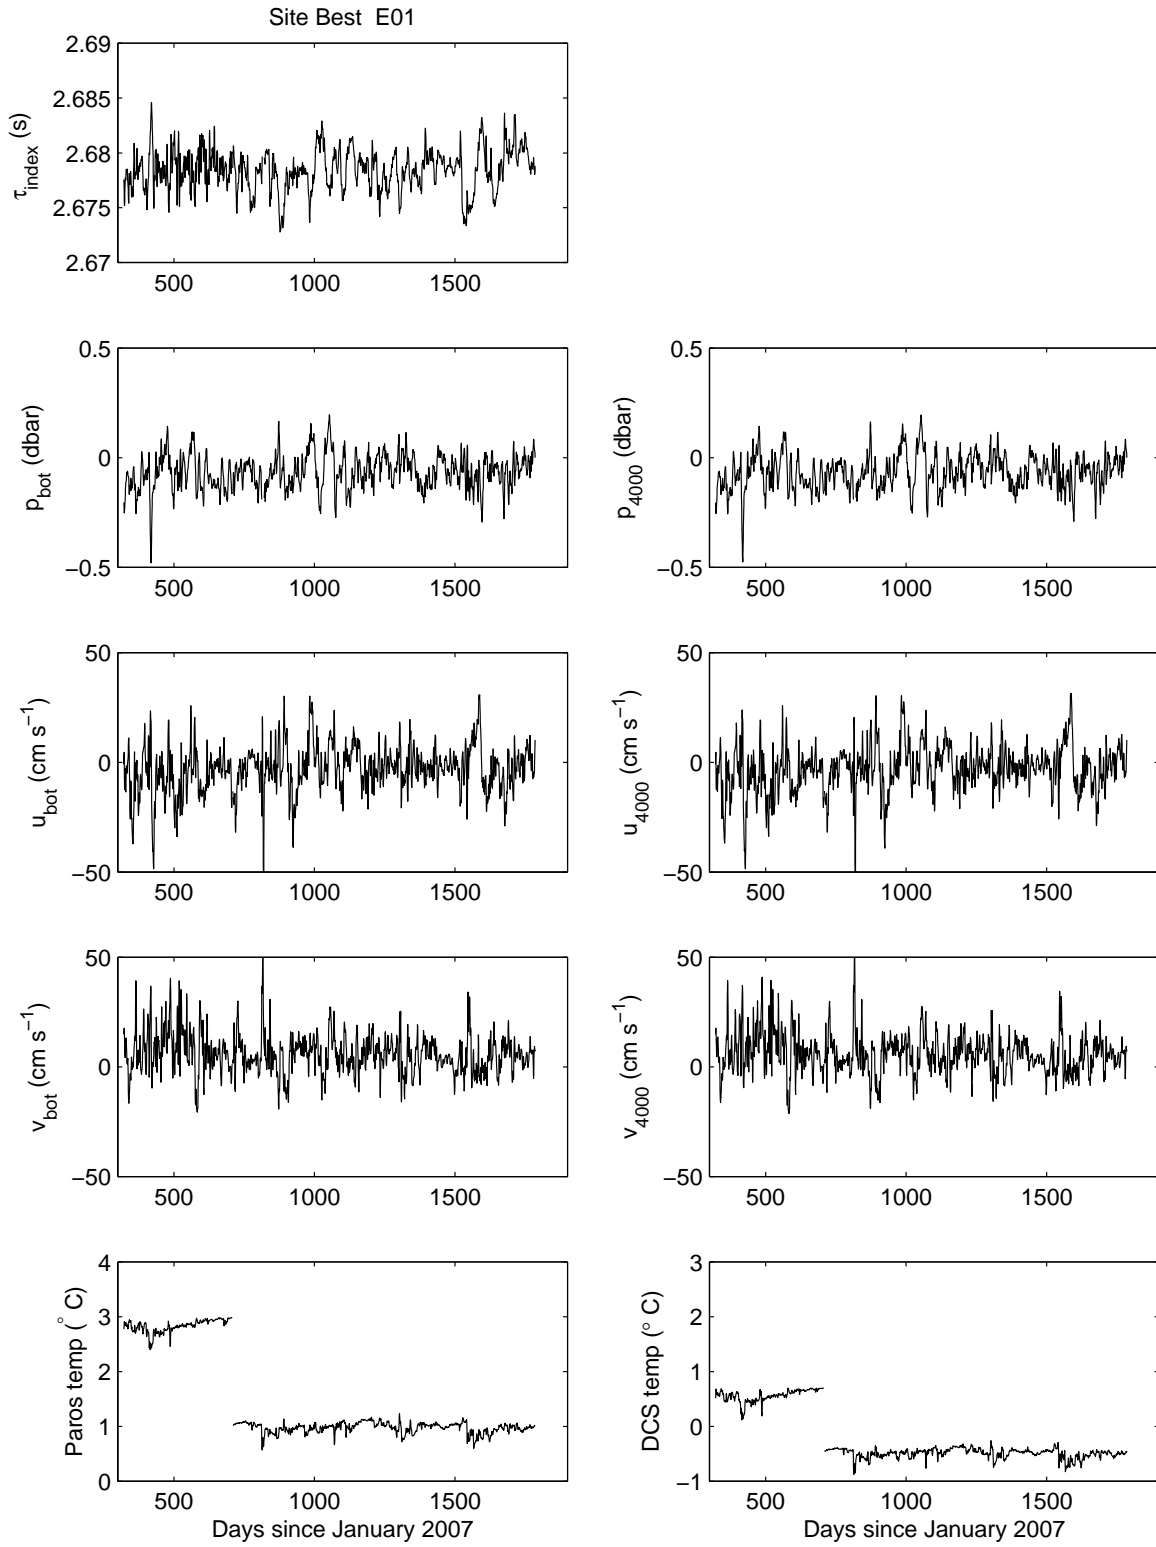 Site Best  E01
τindex (s)
2.69
2.685
2.68
2.675
2.67
500 1000 1500
pbot (dbar)
0.5
0
−0.5
500 1000 1500
p4000 (dbar)
0.5
0
−0.5
500 1000 1500
ubot (cm s−1)
50
0
−50
500 1000 1500
u4000 (cm s−1)
50
0
−50
500 1000 1500
vbot (cm s−1)
50
0
−50
500 1000 1500
v4000 (cm s−1)
50
0
−50
500 1000 1500
Paros temp (° C)
4
3
2
1
0
500 1000 1500
Days since January 2007
DCS temp (° C)
3
2
1
0
−1
500 1000 1500
Days since January 2007